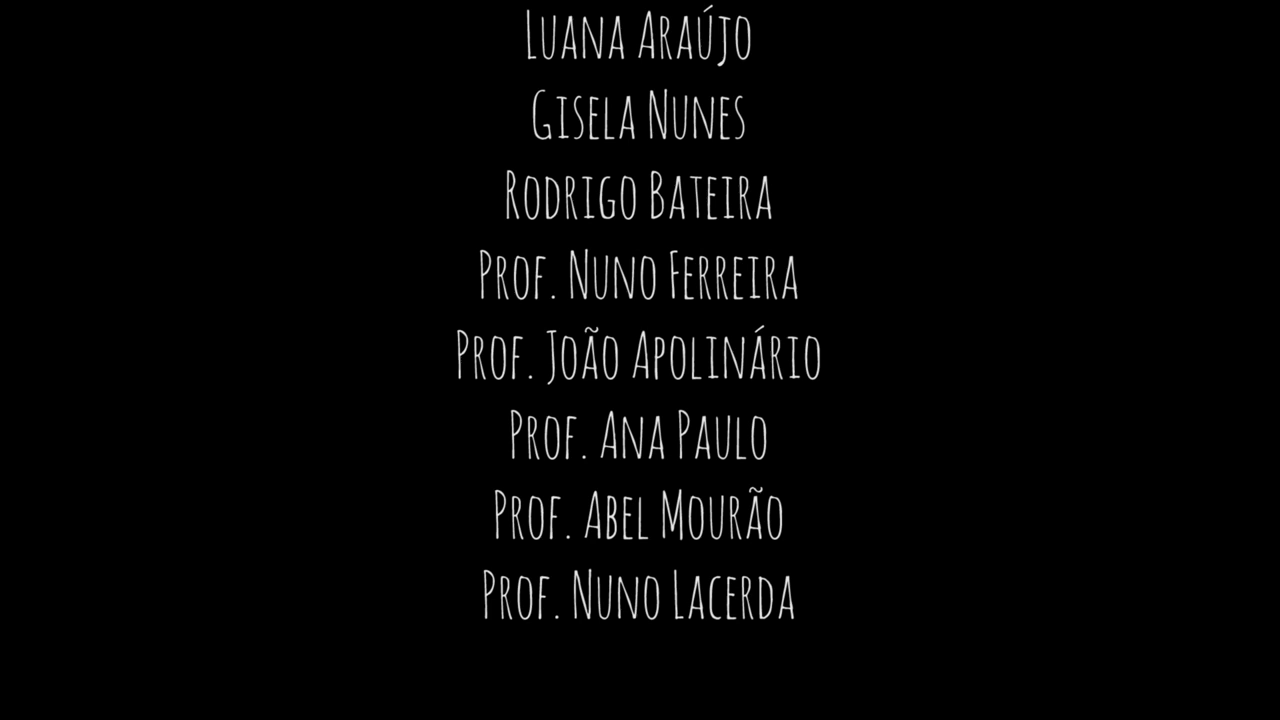 Luana Araújo
Gisela Nunes
Rodrigo Bateira
Prof. Nuno Ferreira
Prof. João Apolinário
Prof. Ana Paulo
Prof. Abel Mourão
Prof. Nuno Lacerda